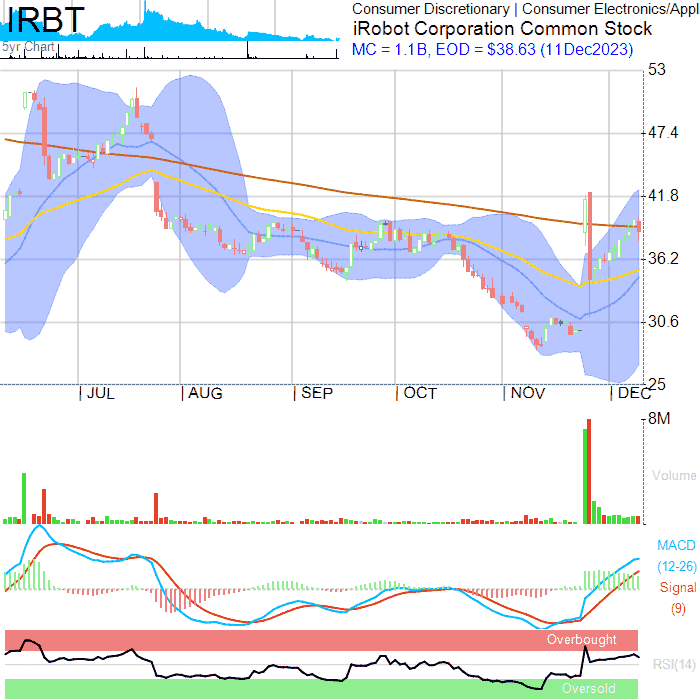 IRBT
5yr Chart
Consumer Discretionary | Consumer Electronics/Appl
iRobot Corporation Common Stock
MC = 1.1B, EOD = $38.63 (11Dec2023)
53
47.4
41.8
36.2
30.6
25
JUL
AUG
SEP
OCT
NOV
DEC
8M
Volume
MACD
(12-26)
Signal
(9)
Overbought
RSI(14)
Oversold